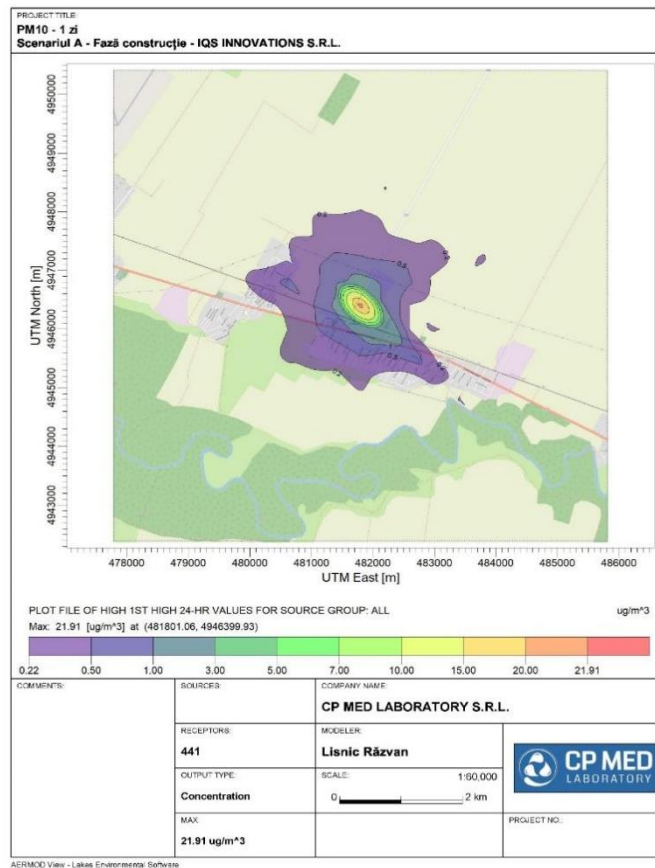 PROJECT TITLE:
PM10 - 1 zi
Scenariul A - Fază construcție - IQS INNOVATIONS S.R.L.
UTM North [m]
4950000
4949000
4948000
4947000
4946000
4945000
4944000
4943000
0.2
0.5
478000 479000 480000 481000 482000 483000 484000 485000 486000
UTM East [m]
PLOT FILE OF HIGH 1ST HIGH 24-HR VALUES FOR SOURCE GROUP: ALL ug/m^3
Max: 21.91 [ug/m^3] at (481801.06, 4946399.93)
0.22 0.50 1.00 3.00 5.00 7.00 10.00 15.00 20.00 21.91
COMMENTS:
SOURCES:
COMPANY NAME:
CP MED LABORATORY S.R.L.
RECEPTORS:
441
MODELER:
Lisnic Răzvan
OUTPUT TYPE:
Concentration
SCALE: 1:60,000
0 2 km
CP MED
LABORATORY
MAX:
21.91 ug/m^3
PROJECT NO.:
AERMOD View - Lakes Environmental Software